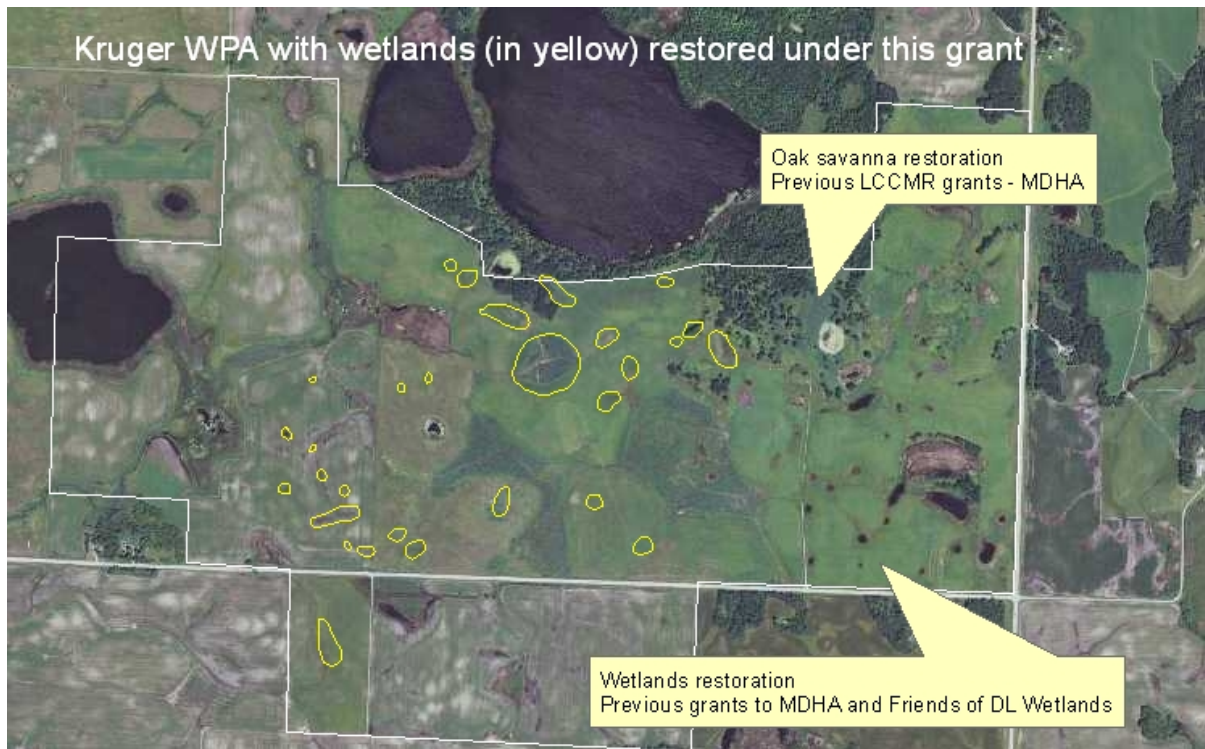 Kruger WPA with wetlands (in yellow) restored under this grant
Oak savanna restoration
Previous LCCMR grants - MDHA
Wetlands restoration
Previous grants to MDHA and Friends of DL Wetlands